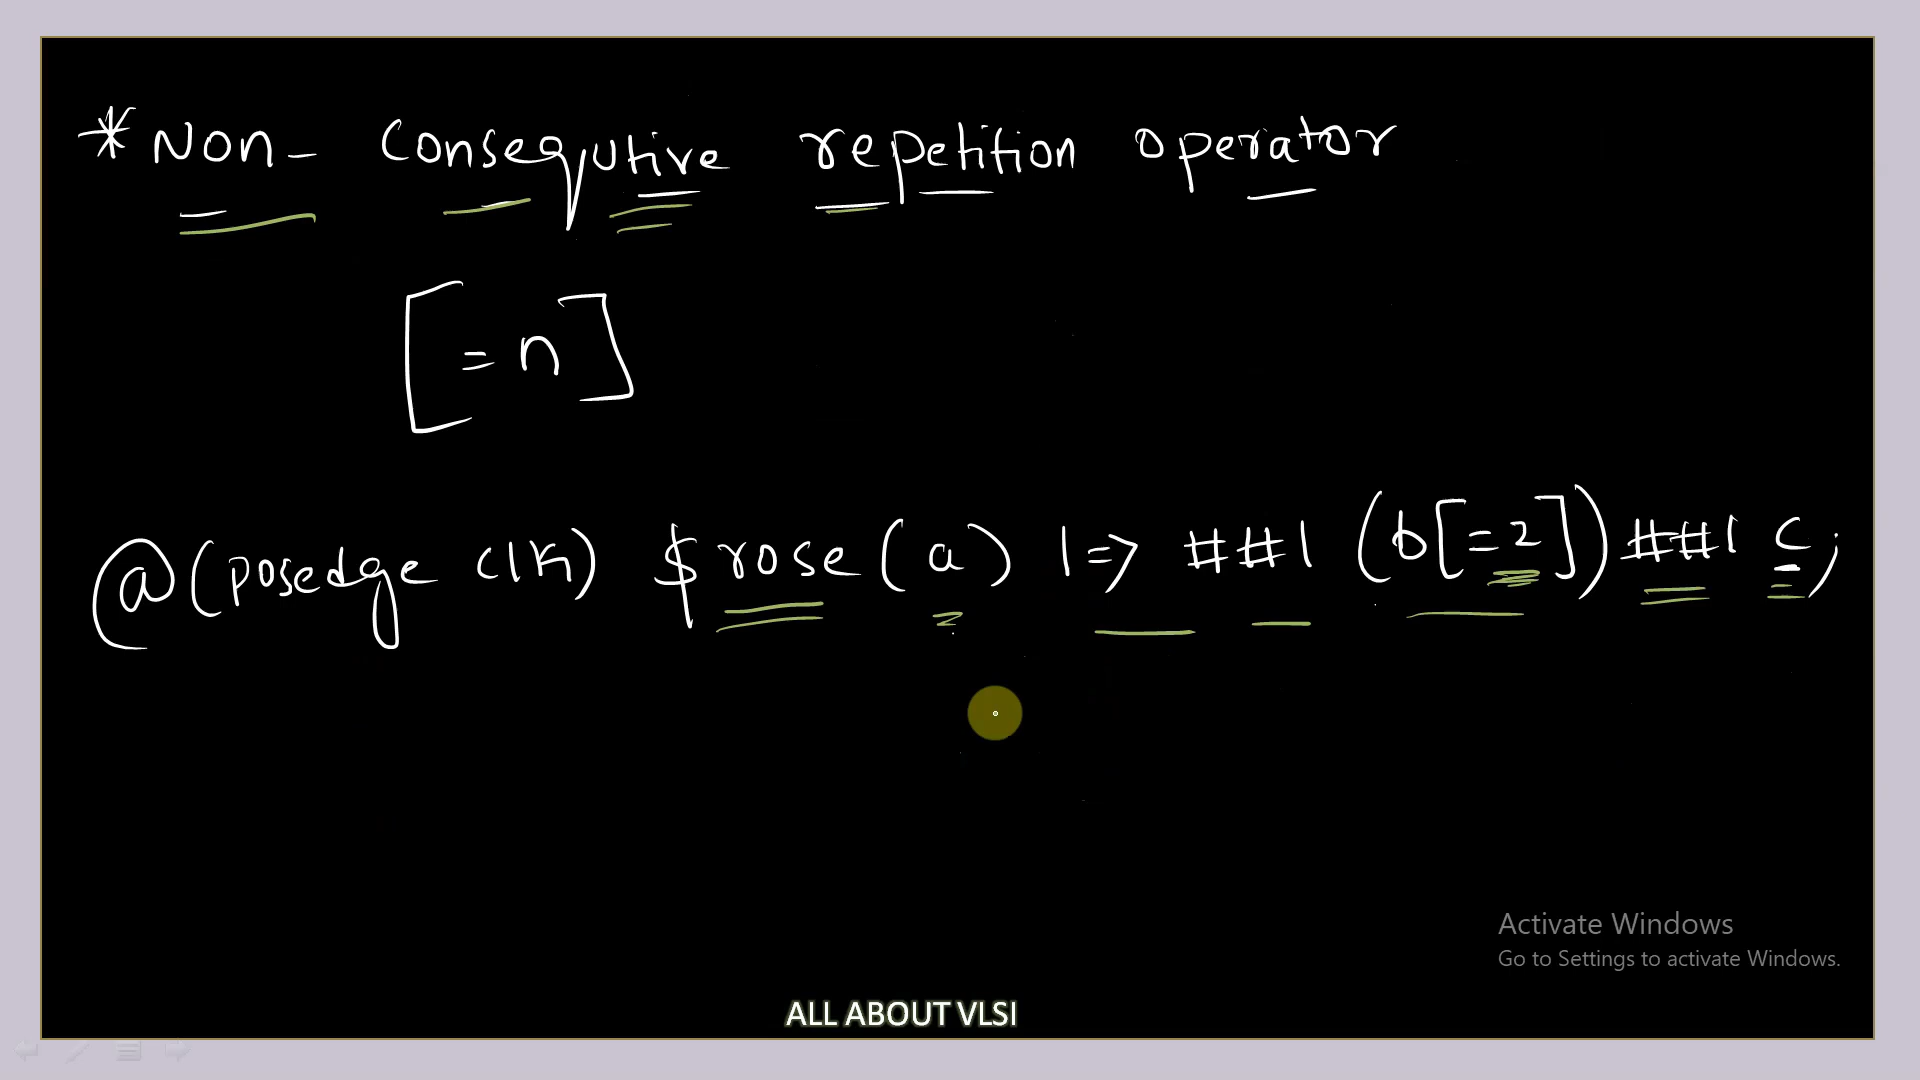 * Non- Consequtive repetition operator
[= n]
@(posedge clk) $rose(a) |=> ##1 (b[=2]) ##1 c;
Activate Windows
Go to Settings to activate Windows.
ALL ABOUT VLSI